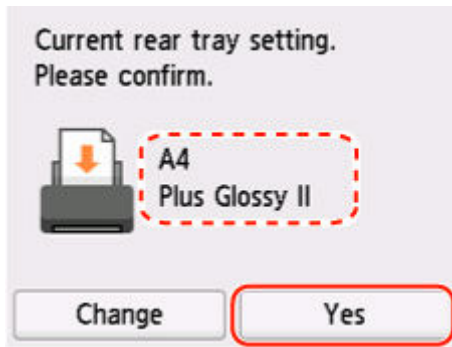 Current rear tray setting.
Please confirm.
A4
Plus Glossy II
Change
Yes